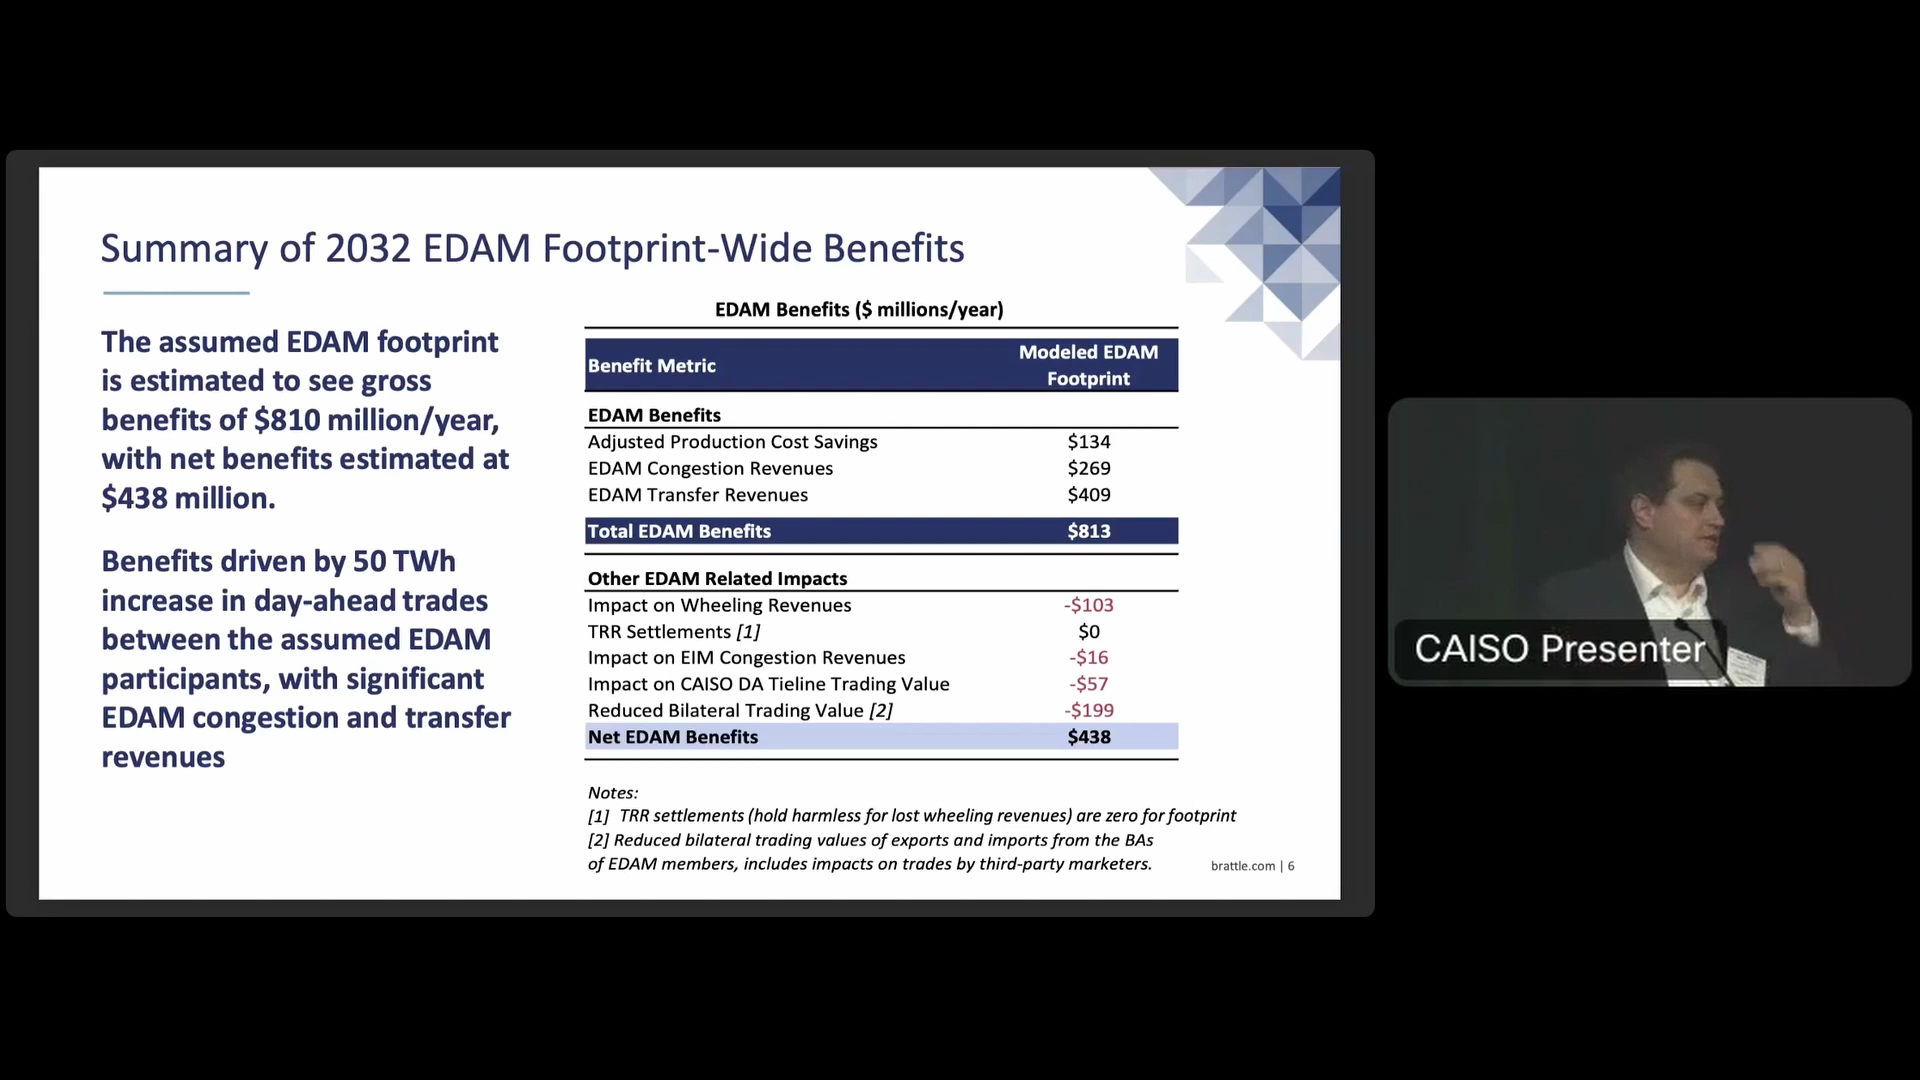 Summary of 2032 EDAM Footprint-Wide Benefits
The assumed EDAM footprint
is estimated to see gross
benefits of $810 million/year,
with net benefits estimated at
$438 million.
Benefits driven by 50 TWh
increase in day-ahead trades
between the assumed EDAM
participants, with significant
EDAM congestion and transfer
revenues
EDAM Benefits ($ millions/year)
Benefit Metric Modeled EDAM
Footprint
EDAM Benefits
Adjusted Production Cost Savings $134
EDAM Congestion Revenues $269
EDAM Transfer Revenues $409
Total EDAM Benefits $813
Other EDAM Related Impacts
Impact on Wheeling Revenues -$103
TRR Settlements [1] $0
Impact on EIM Congestion Revenues -$16
Impact on CAISO DA Tieline Trading Value -$57
Reduced Bilateral Trading Value [2] -$199
Net EDAM Benefits $438
Notes:
[1] TRR settlements (hold harmless for lost wheeling revenues) are zero for footprint
[2] Reduced bilateral trading values of exports and imports from the BAs
of EDAM members, includes impacts on trades by third-party marketers.
brattle.com | 6
CAISO Presenter